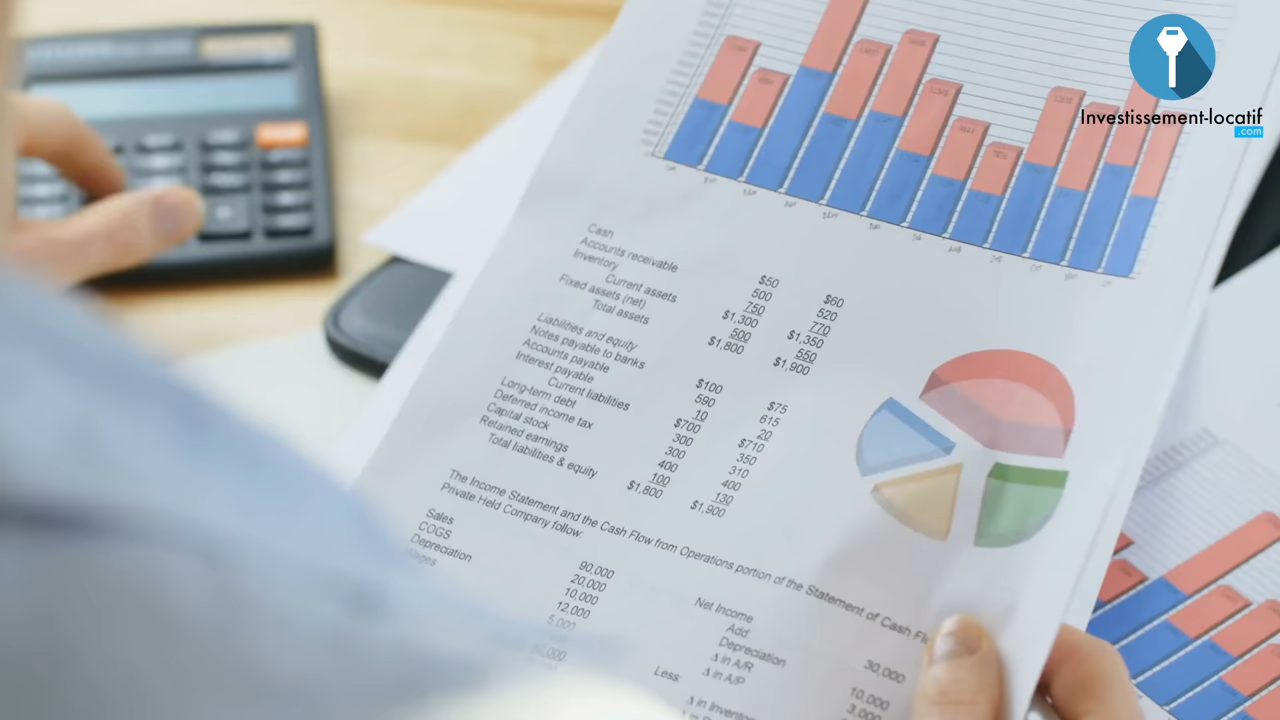 Investissement-locatif
.com
Cash
Accounts receivable
Inventory
Current assets
Fixed assets (net)
Total assets
$50
500
750
$1,300
500
$1,800
$60
520
770
$1,350
550
$1,900
Liabilities and equity
Notes payable to banks
Accounts payable
Interest payable
Current liabilities
Long-term debt
Deferred income tax
Capital stock
Retained earnings
Total liabilities & equity
$100
590
10
$700
300
300
400
100
$1,800
$75
615
20
$710
350
310
400
130
$1,900
The Income Statement and the Cash Flow from Operations portion of the Statement of Cash
Private Held Company follow:
Sales
COGS
Depreciation
90,000
20,000
10,000
12,000
5,000
Net Income
Add:
Depreciation
Δ in A/R
Δ in A/P
Less:
30,000
10,000
3,000